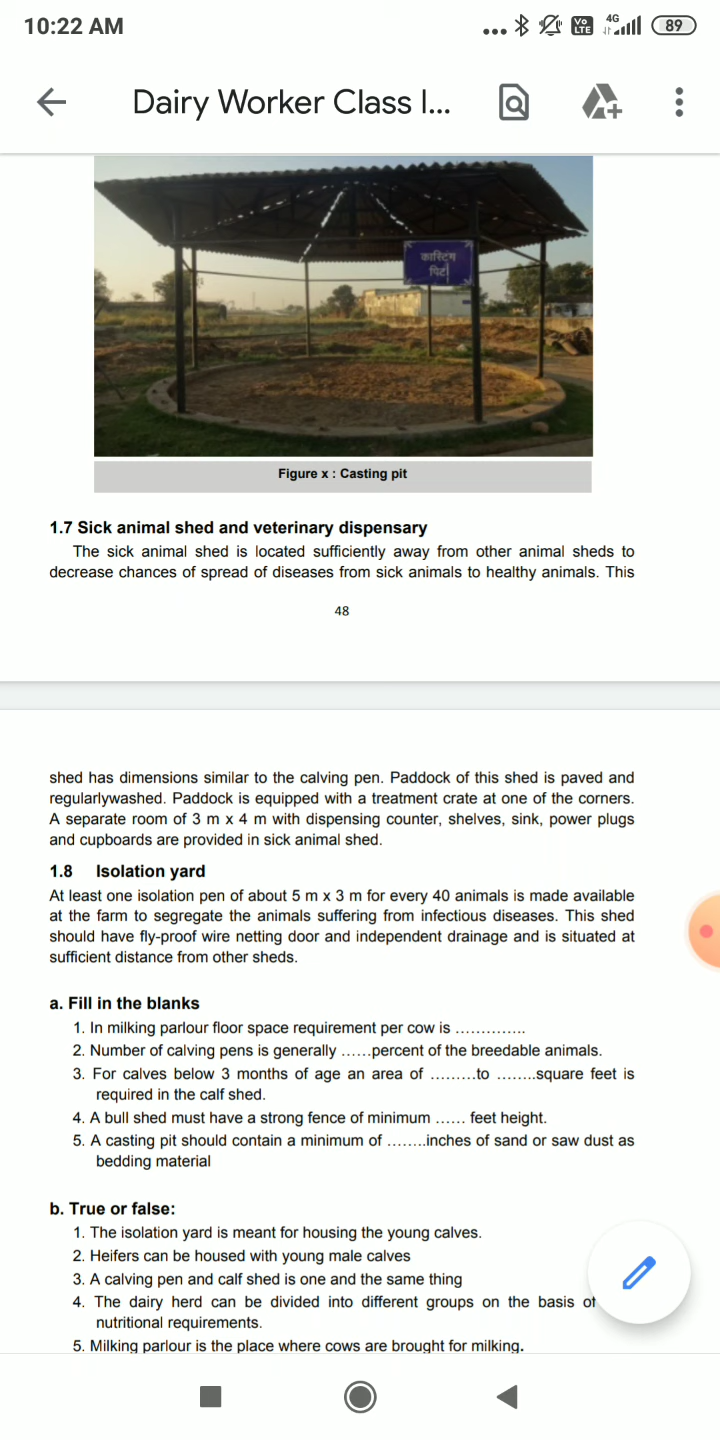 10:22 AM
Vo
LTE
4G
89
Dairy Worker Class I...
कास्टिंग
पिट
Figure x : Casting pit
1.7 Sick animal shed and veterinary dispensary
The sick animal shed is located sufficiently away from other animal sheds to
decrease chances of spread of diseases from sick animals to healthy animals. This
48
shed has dimensions similar to the calving pen. Paddock of this shed is paved and
regularlywashed. Paddock is equipped with a treatment crate at one of the corners.
A separate room of 3 m x 4 m with dispensing counter, shelves, sink, power plugs
and cupboards are provided in sick animal shed.
1.8 Isolation yard
At least one isolation pen of about 5 m x 3 m for every 40 animals is made available
at the farm to segregate the animals suffering from infectious diseases. This shed
should have fly-proof wire netting door and independent drainage and is situated at
sufficient distance from other sheds.
a. Fill in the blanks
1. In milking parlour floor space requirement per cow is ..............
2. Number of calving pens is generally ......percent of the breedable animals.
3. For calves below 3 months of age an area of .........to ........square feet is
required in the calf shed.
4. A bull shed must have a strong fence of minimum ...... feet height.
5. A casting pit should contain a minimum of ........inches of sand or saw dust as
bedding material
b. True or false:
1. The isolation yard is meant for housing the young calves.
2. Heifers can be housed with young male calves
3. A calving pen and calf shed is one and the same thing
4. The dairy herd can be divided into different groups on the basis of
nutritional requirements.
5. Milking parlour is the place where cows are brought for milking.